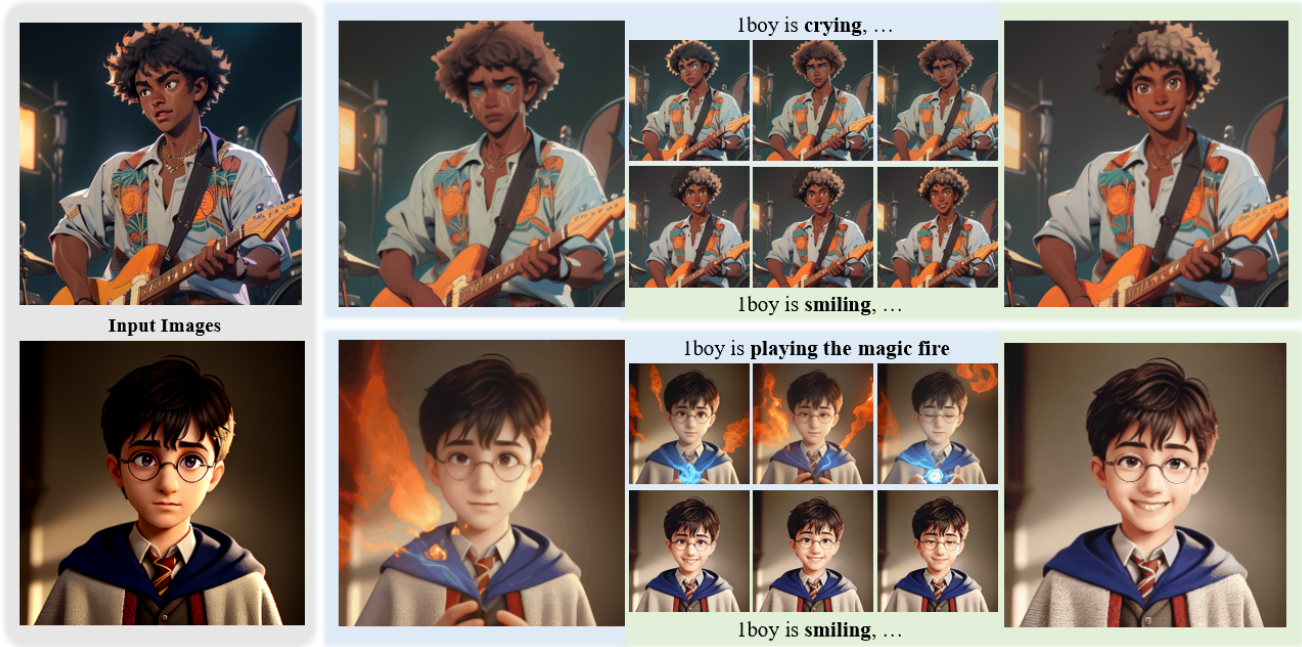 1boy is crying, …
1boy is smiling, …
Input Images
1boy is playing the magic fire
1boy is smiling, …